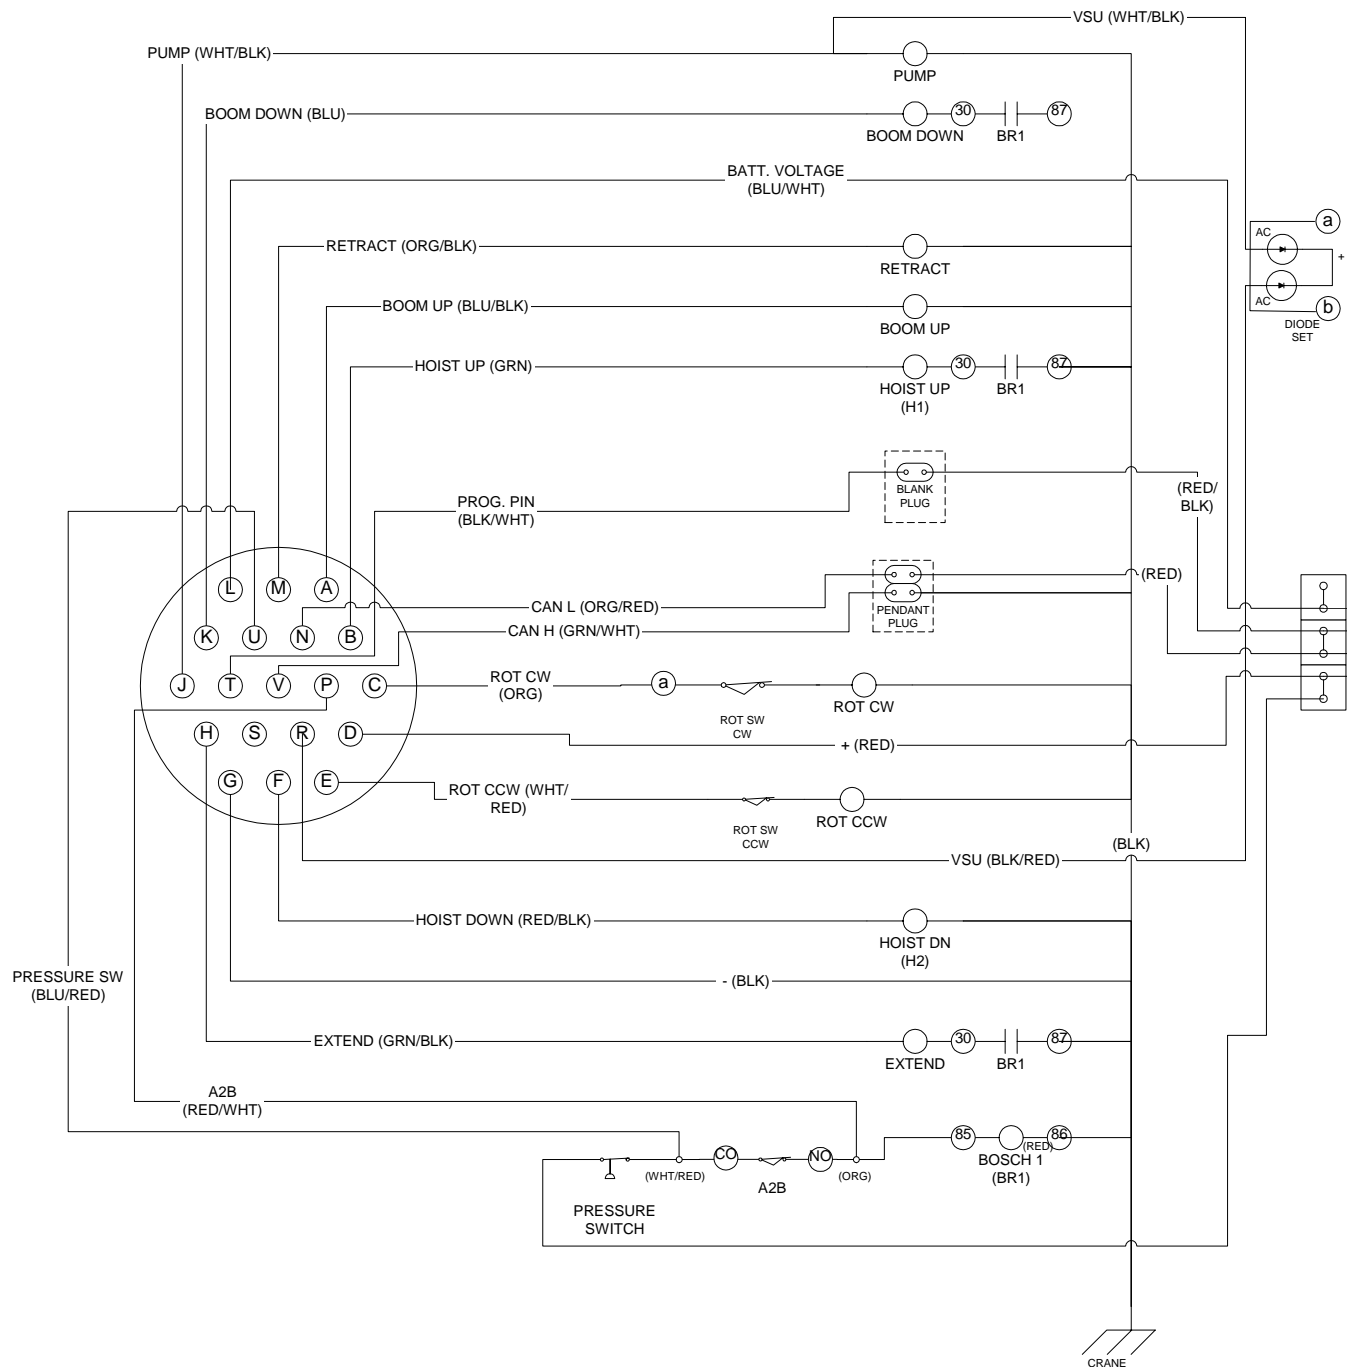 VSU (WHT/BLK)
PUMP (WHT/BLK)
PUMP
BOOM DOWN (BLU)
30
87
BOOM DOWN
BR1
BATT. VOLTAGE
(BLU/WHT)
a
AC
+
AC
b
DIODE
SET
RETRACT (ORG/BLK)
RETRACT
BOOM UP (BLU/BLK)
BOOM UP
HOIST UP (GRN)
30
87
HOIST UP
(H1)
BR1
BLANK
PLUG
(RED/
BLK)
PROG. PIN
(BLK/WHT)
(RED)
PENDANT
PLUG
CAN L (ORG/RED)
CAN H (GRN/WHT)
L
M
A
K
U
N
B
J
T
V
P
C
H
S
R
D
G
F
E
ROT CW
(ORG)
a
ROT SW
CW
ROT CW
+ (RED)
ROT CCW (WHT/
RED)
ROT SW
CCW
ROT CCW
(BLK)
VSU (BLK/RED)
HOIST DOWN (RED/BLK)
HOIST DN
(H2)
PRESSURE SW
(BLU/RED)
- (BLK)
EXTEND (GRN/BLK)
30
87
EXTEND
BR1
A2B
(RED/WHT)
85
86
(RED)
BOSCH 1
(BR1)
CO
NO
(WHT/RED)
A2B
(ORG)
PRESSURE
SWITCH
CRANE